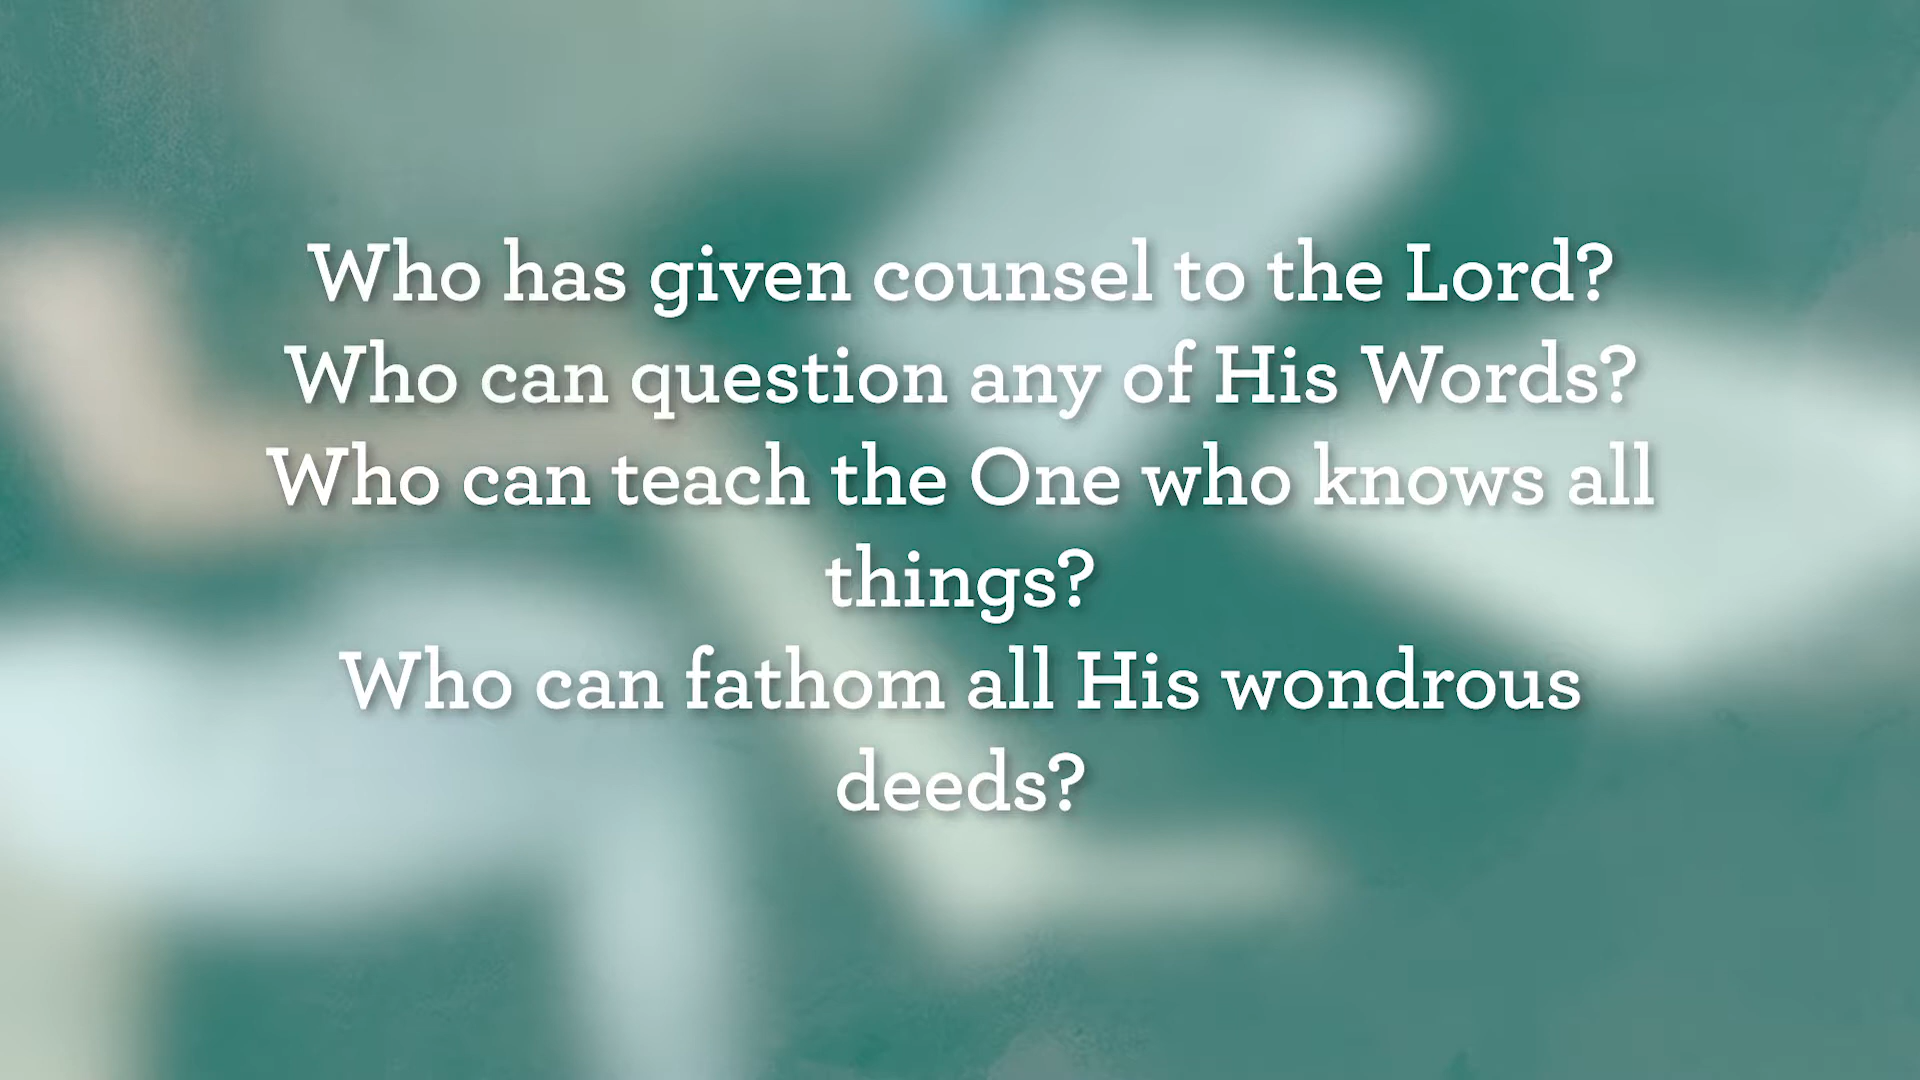 Who has given counsel to the Lord?
Who can question any of His Words?
Who can teach the One who knows all
things?
Who can fathom all His wondrous
deeds?